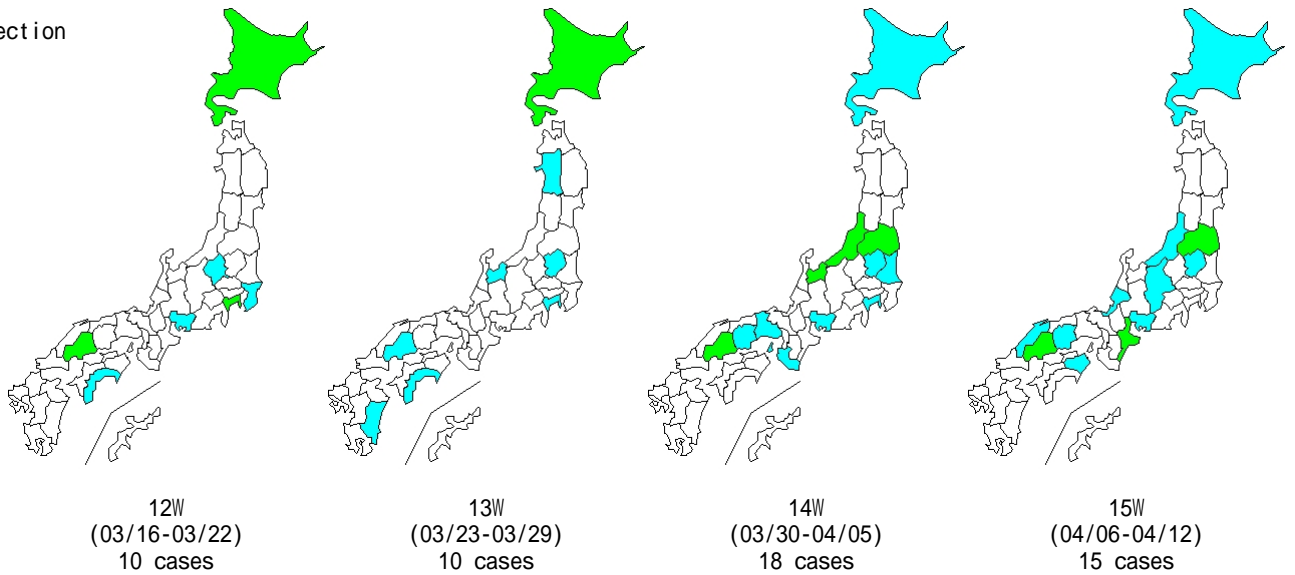 ection
12W
(03/16-03/22)
10 cases
13W
(03/23-03/29)
10 cases
14W
(03/30-04/05)
18 cases
15W
(04/06-04/12)
15 cases